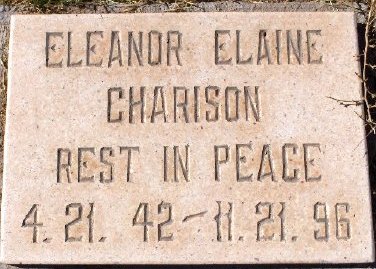 ELEANOR ELAINE
CHARISON
REST IN PEACE
4. 21. 42 – 11. 21. 96